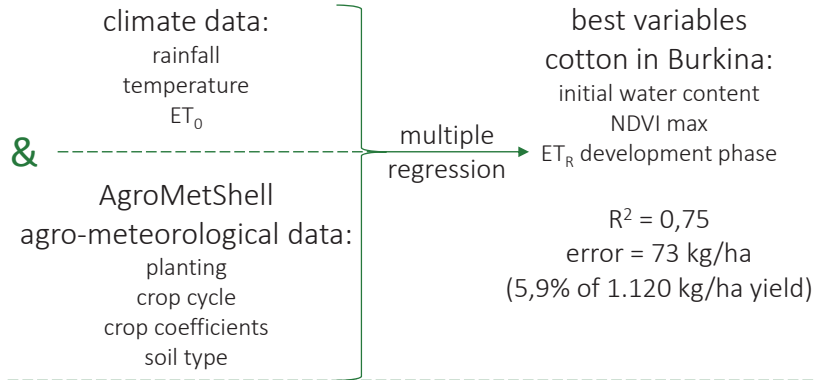 climate data:
rainfall
temperature
ET0
&
AgroMetShell
agro-meteorological data:
planting
crop cycle
crop coefficients
soil type
multiple
regression
best variables
cotton in Burkina:
initial water content
NDVI max
ETR development phase
R2 = 0,75
error = 73 kg/ha
(5,9% of 1.120 kg/ha yield)